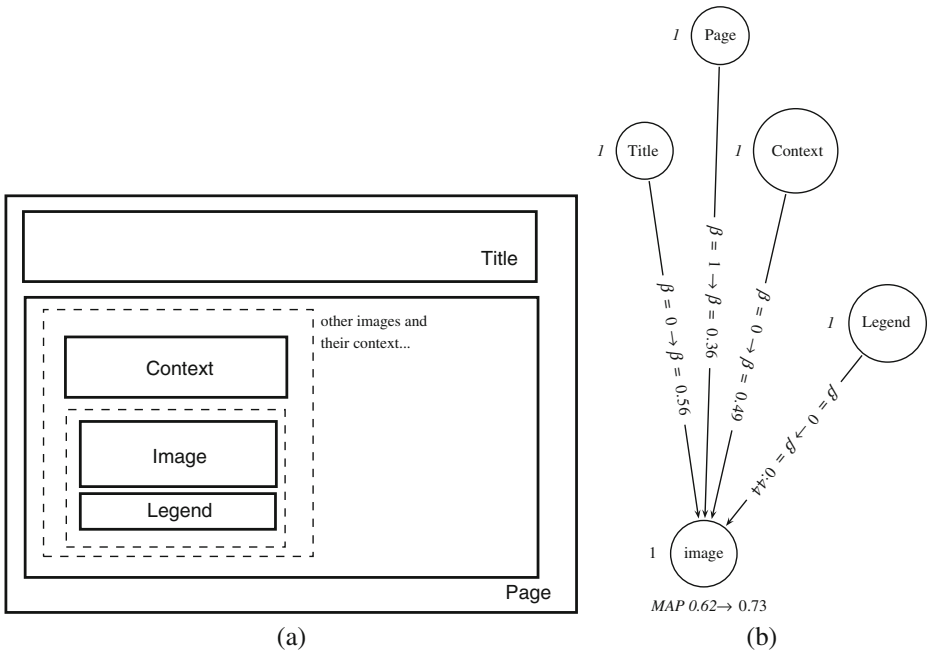 Title
other images and
their context...
Context
Image
Legend
Page
(a)
1 Page
1 Title
1 Context
1 Legend
β = 0 → β = 0.56
β = 1 → β = 0.36
β = 0 → β = 0.49
β = 0 → β = 0.44
1 image
MAP 0.62→ 0.73
(b)